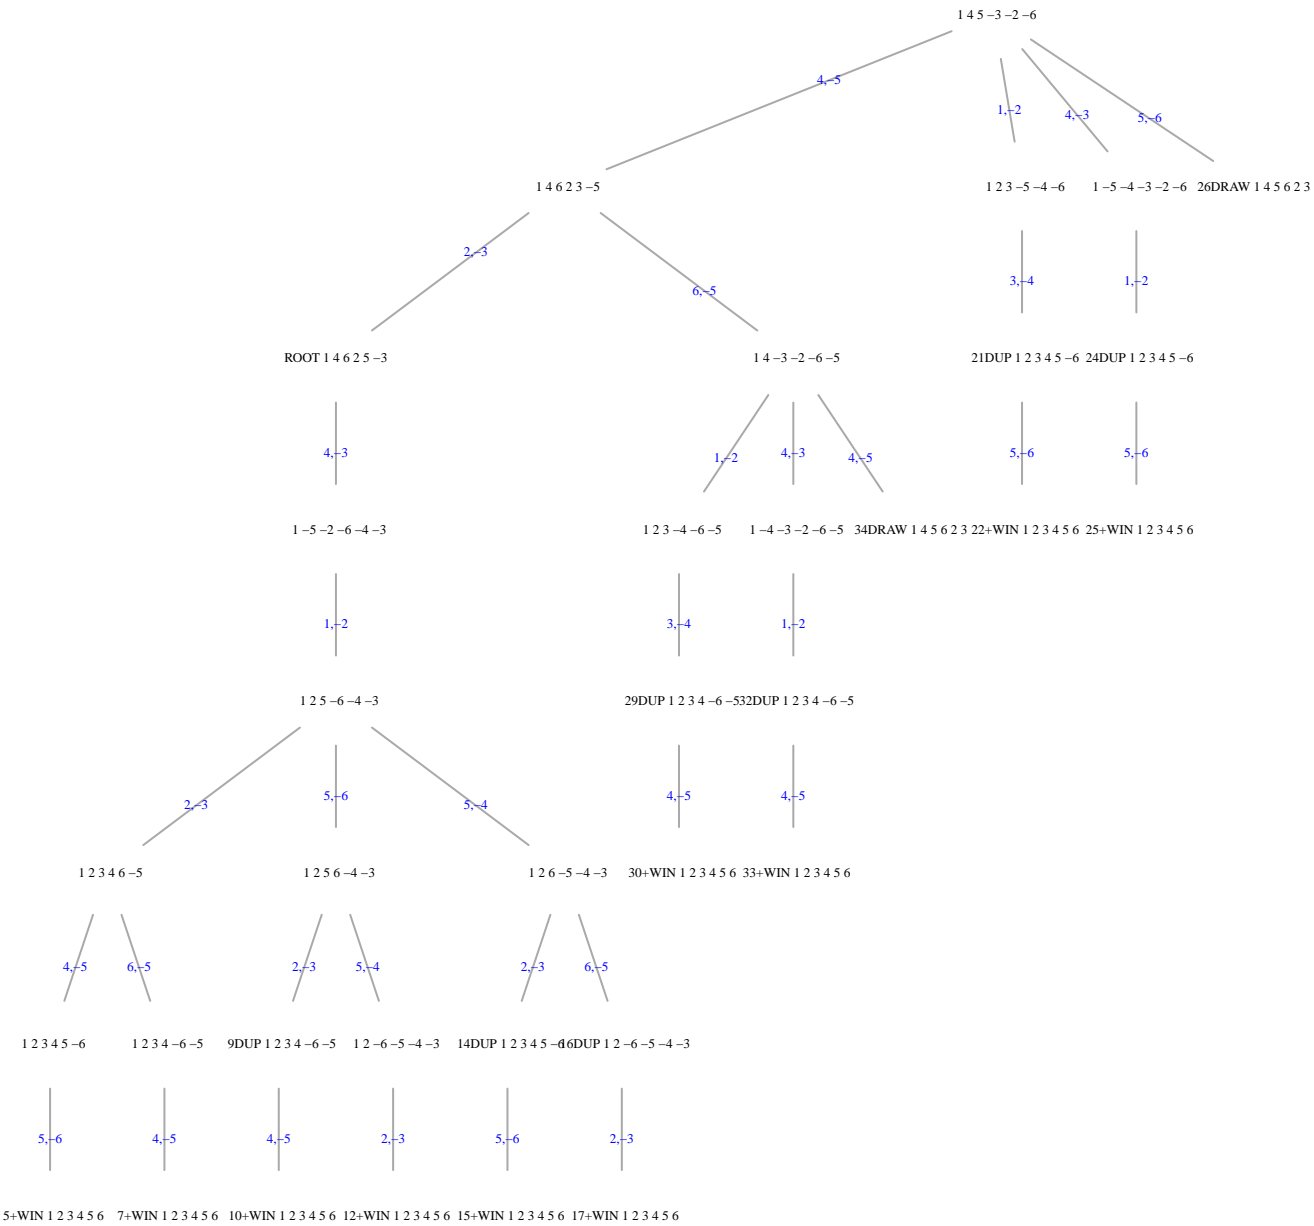 1 4 5 −3 −2 −6
4,−5
1,−2
4,−3
5,−6
1 4 6 2 3 −5
1 2 3 −5 −4 −6
1 −5 −4 −3 −2 −6
26DRAW 1 4 5 6 2 3
2,−3
6,−5
3,−4
1,−2
ROOT 1 4 6 2 5 −3
1 4 −3 −2 −6 −5
21DUP 1 2 3 4 5 −6
24DUP 1 2 3 4 5 −6
4,−3
1,−2
4,−3
4,−5
5,−6
5,−6
1 −5 −2 −6 −4 −3
1 2 3 −4 −6 −5
1 −4 −3 −2 −6 −5
34DRAW 1 4 5 6 2 3
22+WIN 1 2 3 4 5 6
25+WIN 1 2 3 4 5 6
1,−2
3,−4
1,−2
1 2 5 −6 −4 −3
29DUP 1 2 3 4 −6 −5
32DUP 1 2 3 4 −6 −5
2,−3
5,−6
5,−4
4,−5
4,−5
1 2 3 4 6 −5
1 2 5 6 −4 −3
1 2 6 −5 −4 −3
30+WIN 1 2 3 4 5 6
33+WIN 1 2 3 4 5 6
4,−5
6,−5
2,−3
5,−4
2,−3
6,−5
1 2 3 4 5 −6
1 2 3 4 −6 −5
9DUP 1 2 3 4 −6 −5
1 2 −6 −5 −4 −3
14DUP 1 2 3 4 5 −6
16DUP 1 2 −6 −5 −4 −3
5,−6
4,−5
4,−5
2,−3
5,−6
2,−3
5+WIN 1 2 3 4 5 6
7+WIN 1 2 3 4 5 6
10+WIN 1 2 3 4 5 6
12+WIN 1 2 3 4 5 6
15+WIN 1 2 3 4 5 6
17+WIN 1 2 3 4 5 6